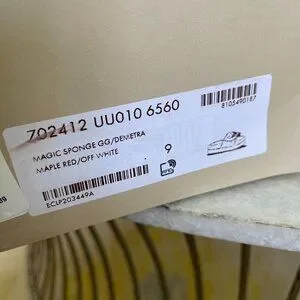 702412 UU010 6560
8105490187
MAGIC SPONGE GG/DEMETRA
MAPLE RED/OFF WHITE
9
ECLP203449A